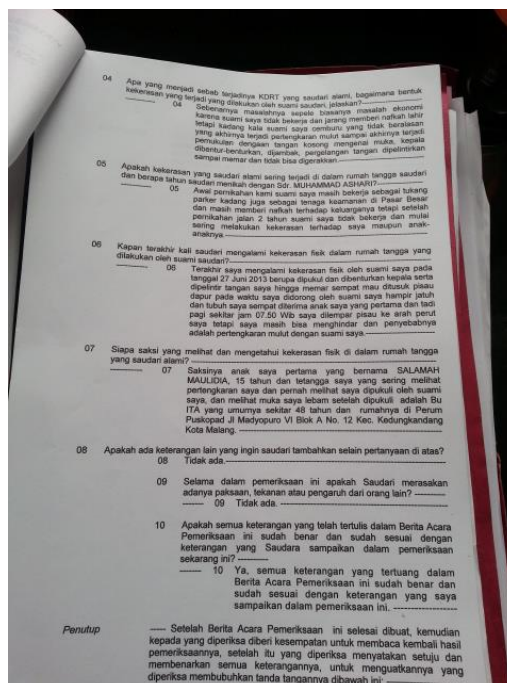 04 Apa yang menjadi sebab terjadinya KDRT yang saudari alami, bagaimana bentuk
kekerasan yang terjadi yang dilakukan oleh suami saudari, jelaskan?
04 Sebenarnya masalahnya sepele biasanya masalah ekonomi
karena suami saya tidak bekerja dan jarang memberi nafkah lahir
tetapi kadang kala suami saya cemburu yang tidak beralasan
yang akhirnya terjadi pertengkaran mulut sampai akhirnya terjadi
pemukulan dengaan tangan kosong mengenai muka, kepala
dibentur-benturkan, dijambak, pergelangan tangan dipelintirkan
sampai memar dan tidak bisa digerakkan.
05 Apakah kekerasan yang saudari alami sering terjadi di dalam rumah tangga saudari
dan berapa tahun saudari menikah dengan Sdr. MUHAMMAD ASHARI?
05 Awal pernikahan kami suami saya masih bekerja sebagai tukang
parker kadang juga sebagai tenaga keamanan di Pasar Besar
dan masih memberi nafkah terhadap keluarganya tetapi setelah
pernikahan jalan 2 tahun suami saya tidak bekerja dan mulai
sering melakukan kekerasan terhadap saya maupun anak-
anaknya.
06 Kapan terakhir kali saudari mengalami kekerasan fisik dalam rumah tangga yang
dilakukan oleh suami saudari?
06 Terakhir saya mengalami kekerasan fisik oleh suami saya pada
tanggal 27 Juni 2013 berupa dipukul dan dibenturkan kepala serta
dipelintir tangan saya hingga memar sempat mau ditusuk pisau
dapur pada waktu saya didorong oleh suami saya hampir jatuh
dan tubuh saya sempat diterima anak saya yang pertama dan tadi
pagi sekitar jam 07.50 Wib saya dilempar pisau ke arah perut
saya tetapi saya masih bisa menghindar dan penyebabnya
adalah pertengkaran mulut dengan suami saya.
07 Siapa saksi yang melihat dan mengetahui kekerasan fisik di dalam rumah tangga
yang saudari alami?
07 Saksinya anak saya pertama yang bernama SALAMAH
MAULIDIA, 15 tahun dan tetangga saya yang sering melihat
pertengkaran saya dan pernah melihat saya dipukuli oleh suami
saya, dan melihat muka saya lebam setelah dipukuli adalah Bu
ITA yang umurnya sekitar 48 tahun dan rumahnya di Perum
Puskopad Jl Madyopuro VI Blok A No. 12 Kec. Kedungkandang
Kota Malang.
08 Apakah ada keterangan lain yang ingin saudari tambahkan selain pertanyaan di atas?
08 Tidak ada.
09 Selama dalam pemeriksaan ini apakah Saudari merasakan
adanya paksaan, tekanan atau pengaruh dari orang lain?
09 Tidak ada.
10 Apakah semua keterangan yang telah tertulis dalam Berita Acara
Pemeriksaan ini sudah benar dan sudah sesuai dengan
keterangan yang Saudara sampaikan dalam pemeriksaan
sekarang ini?
10 Ya, semua keterangan yang tertuang dalam
Berita Acara Pemeriksaan ini sudah benar dan
sudah sesuai dengan keterangan yang saya
sampaikan dalam pemeriksaan ini.
Penutup ---- Setelah Berita Acara Pemeriksaan ini selesai dibuat, kemudian
kepada yang diperiksa diberi kesempatan untuk membaca kembali hasil
pemeriksaannya, setelah itu yang diperiksa menyatakan setuju dan
membenarkan semua keterangannya, untuk menguatkannya yang
diperiksa membubuhkan tanda tangannya dibawah ini: